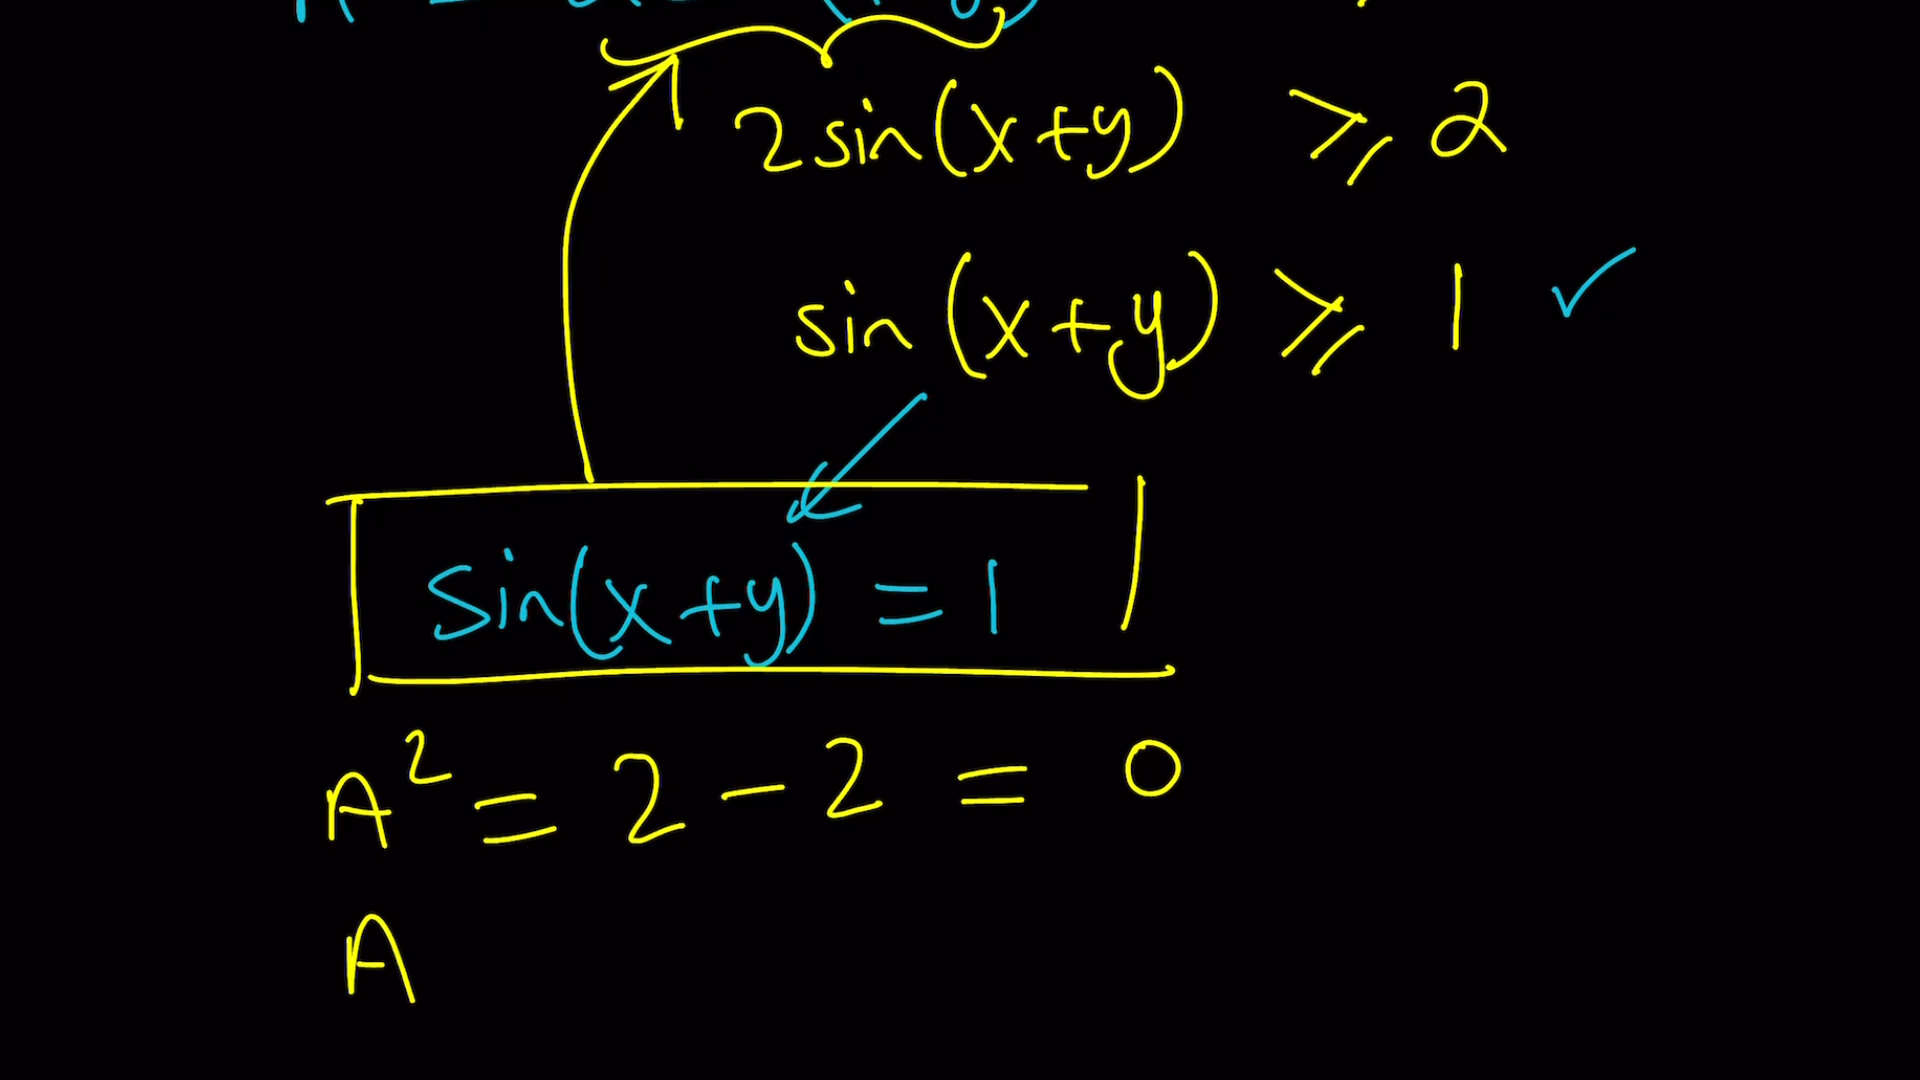 2sin(x+y) ⩾ 2
sin(x+y) ⩾ 1 ✓
sin(x+y) = 1
A² = 2 - 2 = 0
A